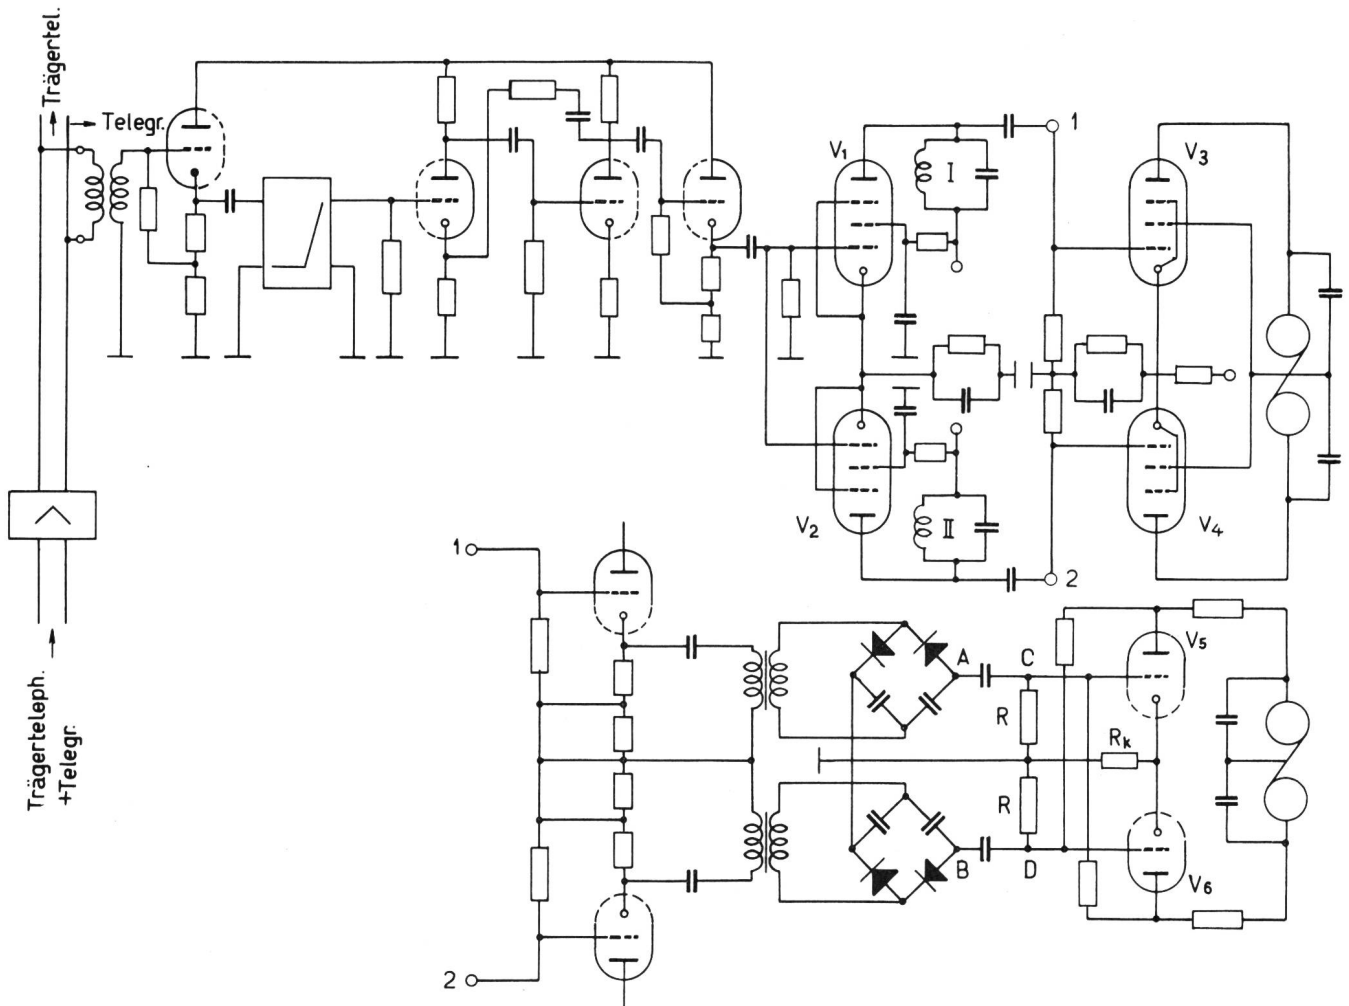 Trägertel.
Telegr.
V1
I
1
V3
V2
II
2
V4
Trägerteleph.
+Telegr.
1
A
C
V5
R
Rk
R
B
D
V6
2